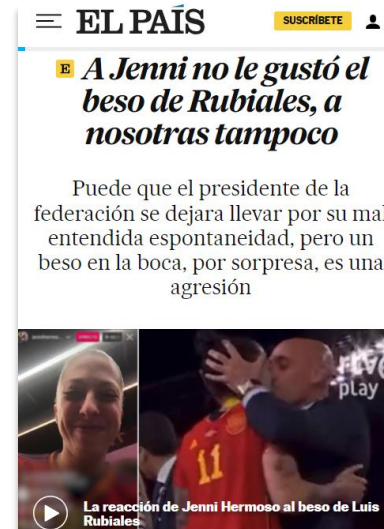 EL PAÍS
SUSCRÍBETE
E A Jenni no le gustó el
beso de Rubiales, a
nosotras tampoco
Puede que el presidente de la
federación se dejara llevar por su mal
entendida espontaneidad, pero un
beso en la boca, por sorpresa, es una
agresión
rtve
play
11
La reacción de Jenni Hermoso al beso de Luis
Rubiales